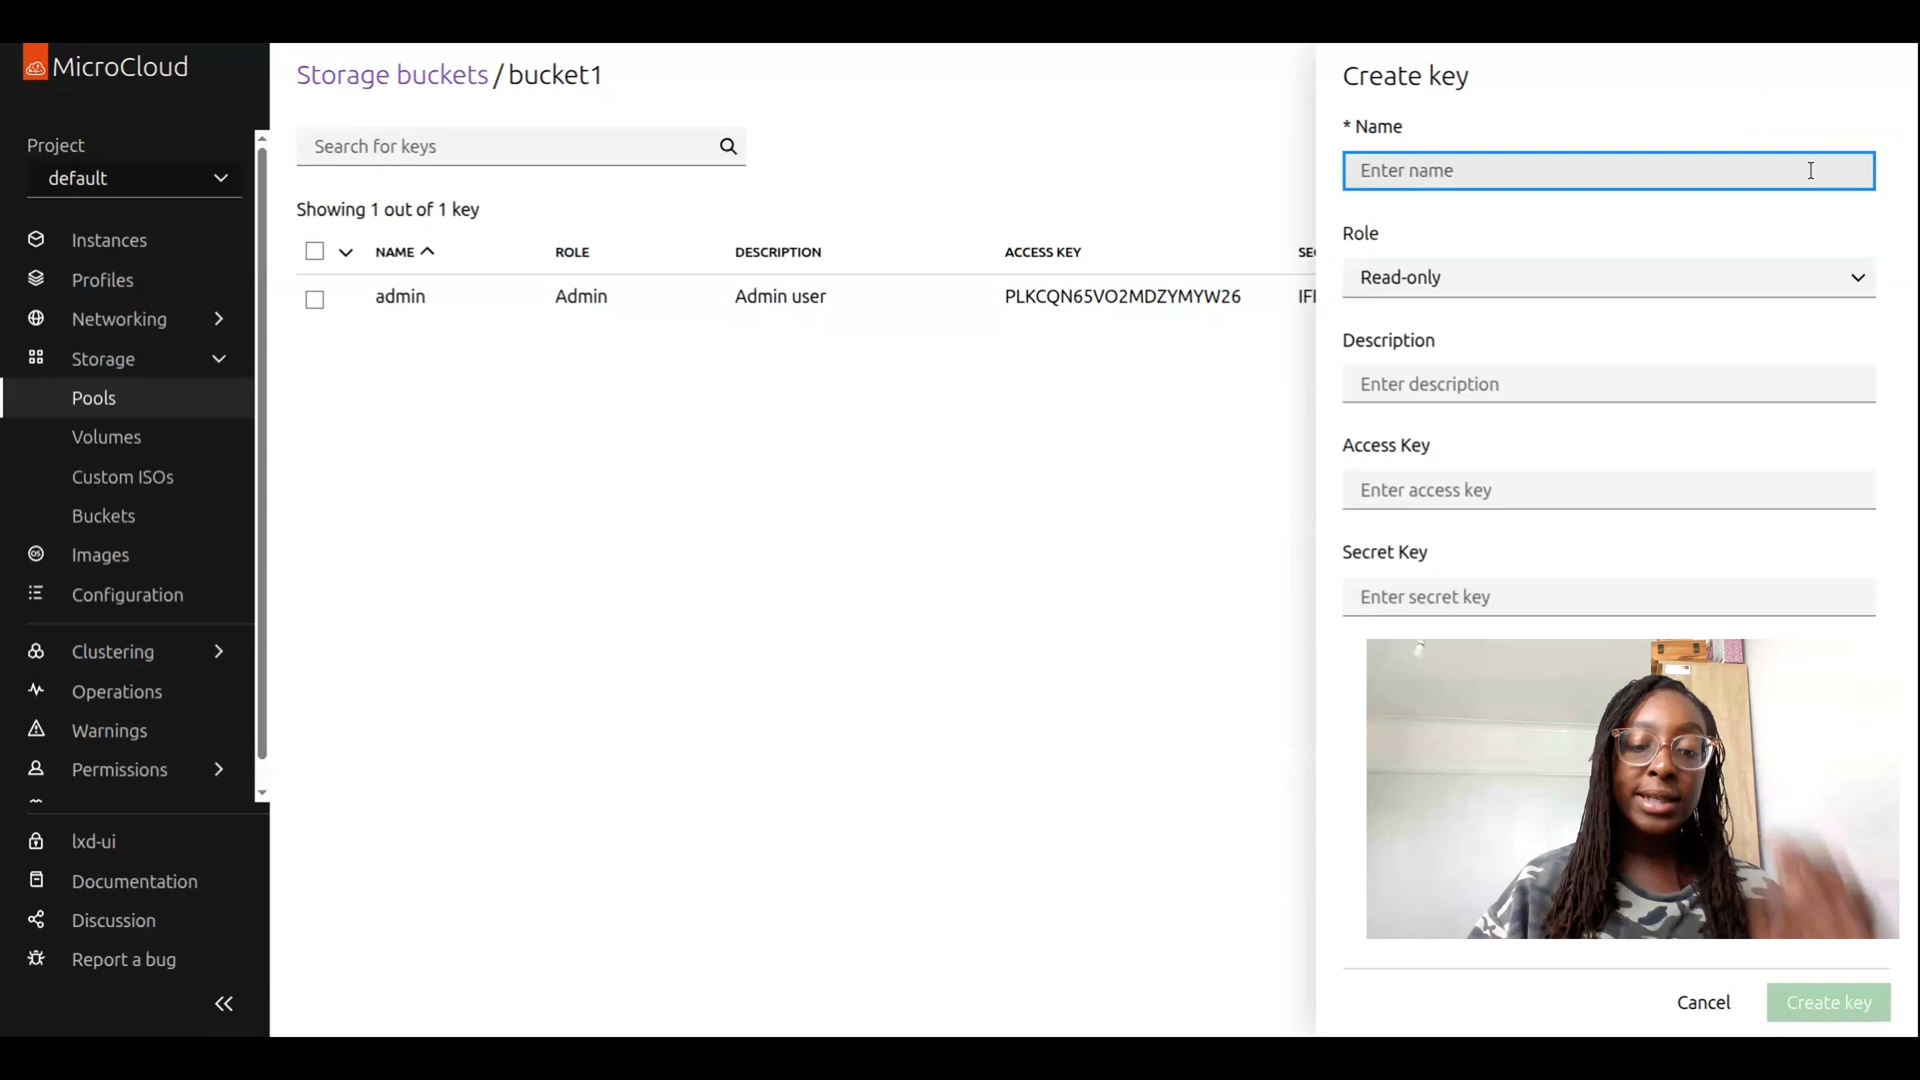 MicroCloud
Project
default
Instances
Profiles
Networking
Storage
Pools
Volumes
Custom ISOs
Buckets
Images
Configuration
Clustering
Operations
Warnings
Permissions
lxd-ui
Documentation
Discussion
Report a bug
Storage buckets / bucket1
Search for keys
Showing 1 out of 1 key
NAME ROLE DESCRIPTION ACCESS KEY
admin Admin Admin user PLKCQN65VO2MDZYMYW26
Create key
* Name
Enter name
Role
Read-only
Description
Enter description
Access Key
Enter access key
Secret Key
Enter secret key
Cancel Create key